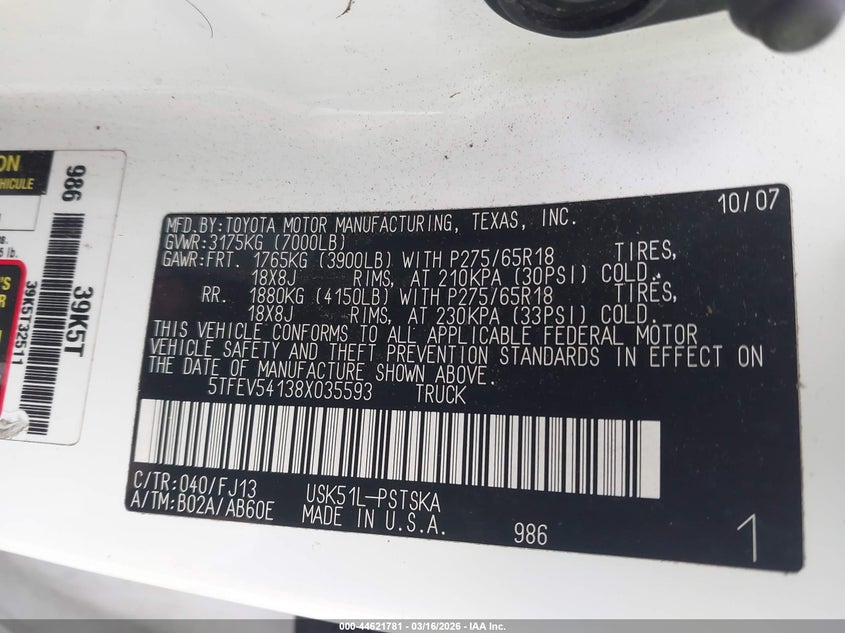 ON
EHICULE
986
5 lb.
39K5T
39K5T32511
10/07
MFD. BY: TOYOTA MOTOR MANUFACTURING, TEXAS, INC.
GVWR: 3175KG (7000LB)
GAWR: FRT. 1765KG (3900LB) WITH P275/65R18 TIRES,
18X8J RIMS, AT 210KPA (30PSI) COLD.
RR. 1880KG (4150LB) WITH P275/65R18 TIRES,
18X8J RIMS, AT 230KPA (33PSI) COLD.
THIS VEHICLE CONFORMS TO ALL APPLICABLE FEDERAL MOTOR
VEHICLE SAFETY AND THEFT PREVENTION STANDARDS IN EFFECT ON
THE DATE OF MANUFACTURE SHOWN ABOVE.
5TFEV54138X035593 TRUCK
C/TR: 040/FJ13 USK51L-PSTSKA
A/TM: B02A/AB60E MADE IN U.S.A. 986
1
000-44621781 - 03/16/2026 - IAA Inc.